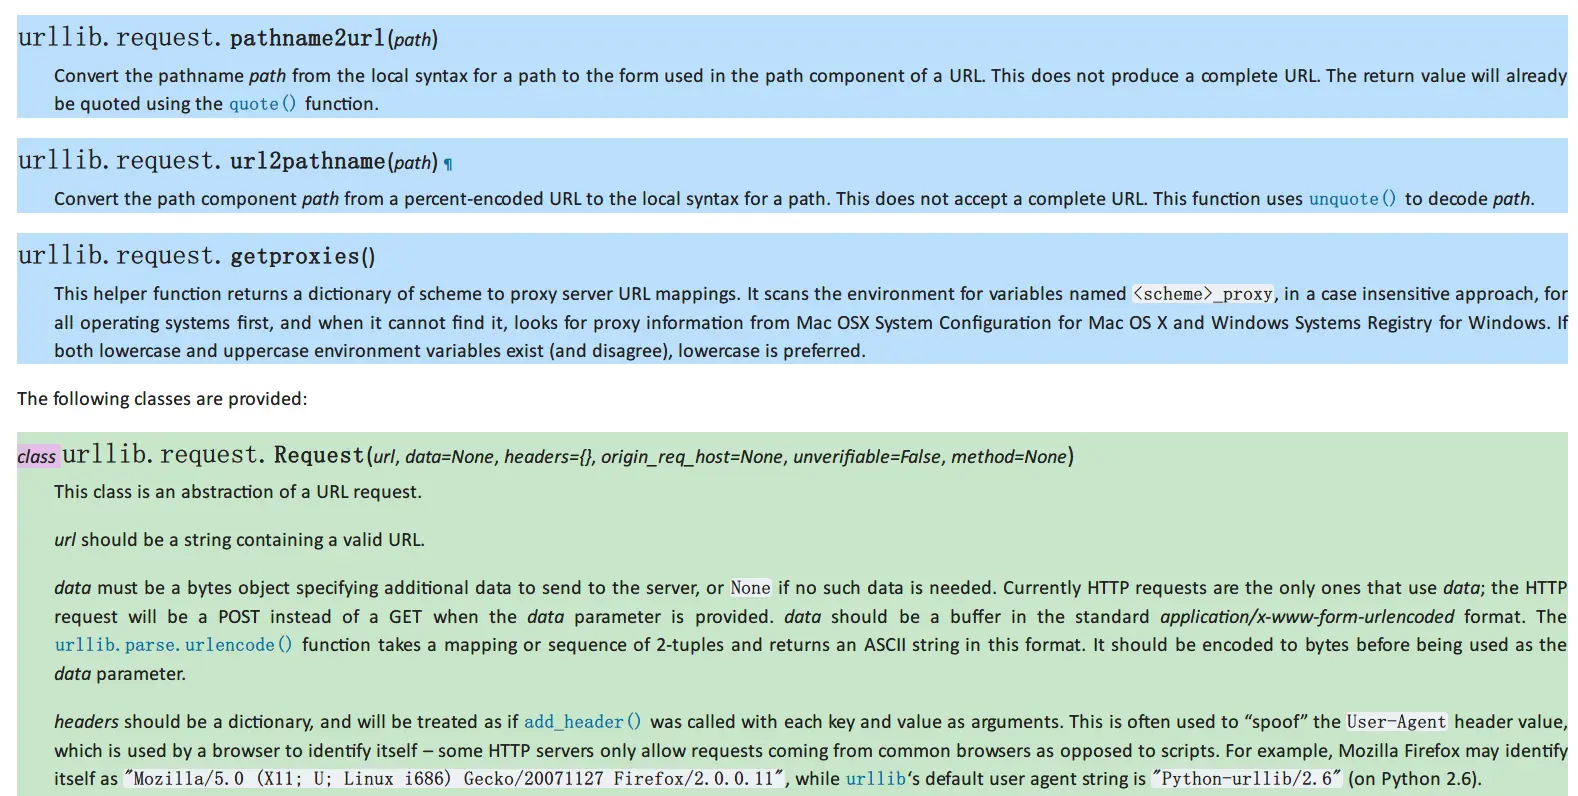 urllib.request.pathname2url(path)
Convert the pathname path from the local syntax for a path to the form used in the path component of a URL. This does not produce a complete URL. The return value will already
be quoted using the quote() function.
urllib.request.url2pathname(path) ¶
Convert the path component path from a percent-encoded URL to the local syntax for a path. This does not accept a complete URL. This function uses unquote() to decode path.
urllib.request.getproxies()
This helper function returns a dictionary of scheme to proxy server URL mappings. It scans the environment for variables named <scheme>_proxy, in a case insensitive approach, for
all operating systems first, and when it cannot find it, looks for proxy information from Mac OSX System Configuration for Mac OS X and Windows Systems Registry for Windows. If
both lowercase and uppercase environment variables exist (and disagree), lowercase is preferred.
The following classes are provided:
class urllib.request.Request(url, data=None, headers={}, origin_req_host=None, unverifiable=False, method=None)
This class is an abstraction of a URL request.
url should be a string containing a valid URL.
data must be a bytes object specifying additional data to send to the server, or None if no such data is needed. Currently HTTP requests are the only ones that use data; the HTTP
request will be a POST instead of a GET when the data parameter is provided. data should be a buffer in the standard application/x-www-form-urlencoded format. The
urllib.parse.urlencode() function takes a mapping or sequence of 2-tuples and returns an ASCII string in this format. It should be encoded to bytes before being used as the
data parameter.
headers should be a dictionary, and will be treated as if add_header() was called with each key and value as arguments. This is often used to “spoof” the User-Agent header value,
which is used by a browser to identify itself – some HTTP servers only allow requests coming from common browsers as opposed to scripts. For example, Mozilla Firefox may identify
itself as "Mozilla/5.0 (X11; U; Linux i686) Gecko/20071127 Firefox/2.0.0.11", while urllib‘s default user agent string is "Python-urllib/2.6" (on Python 2.6).